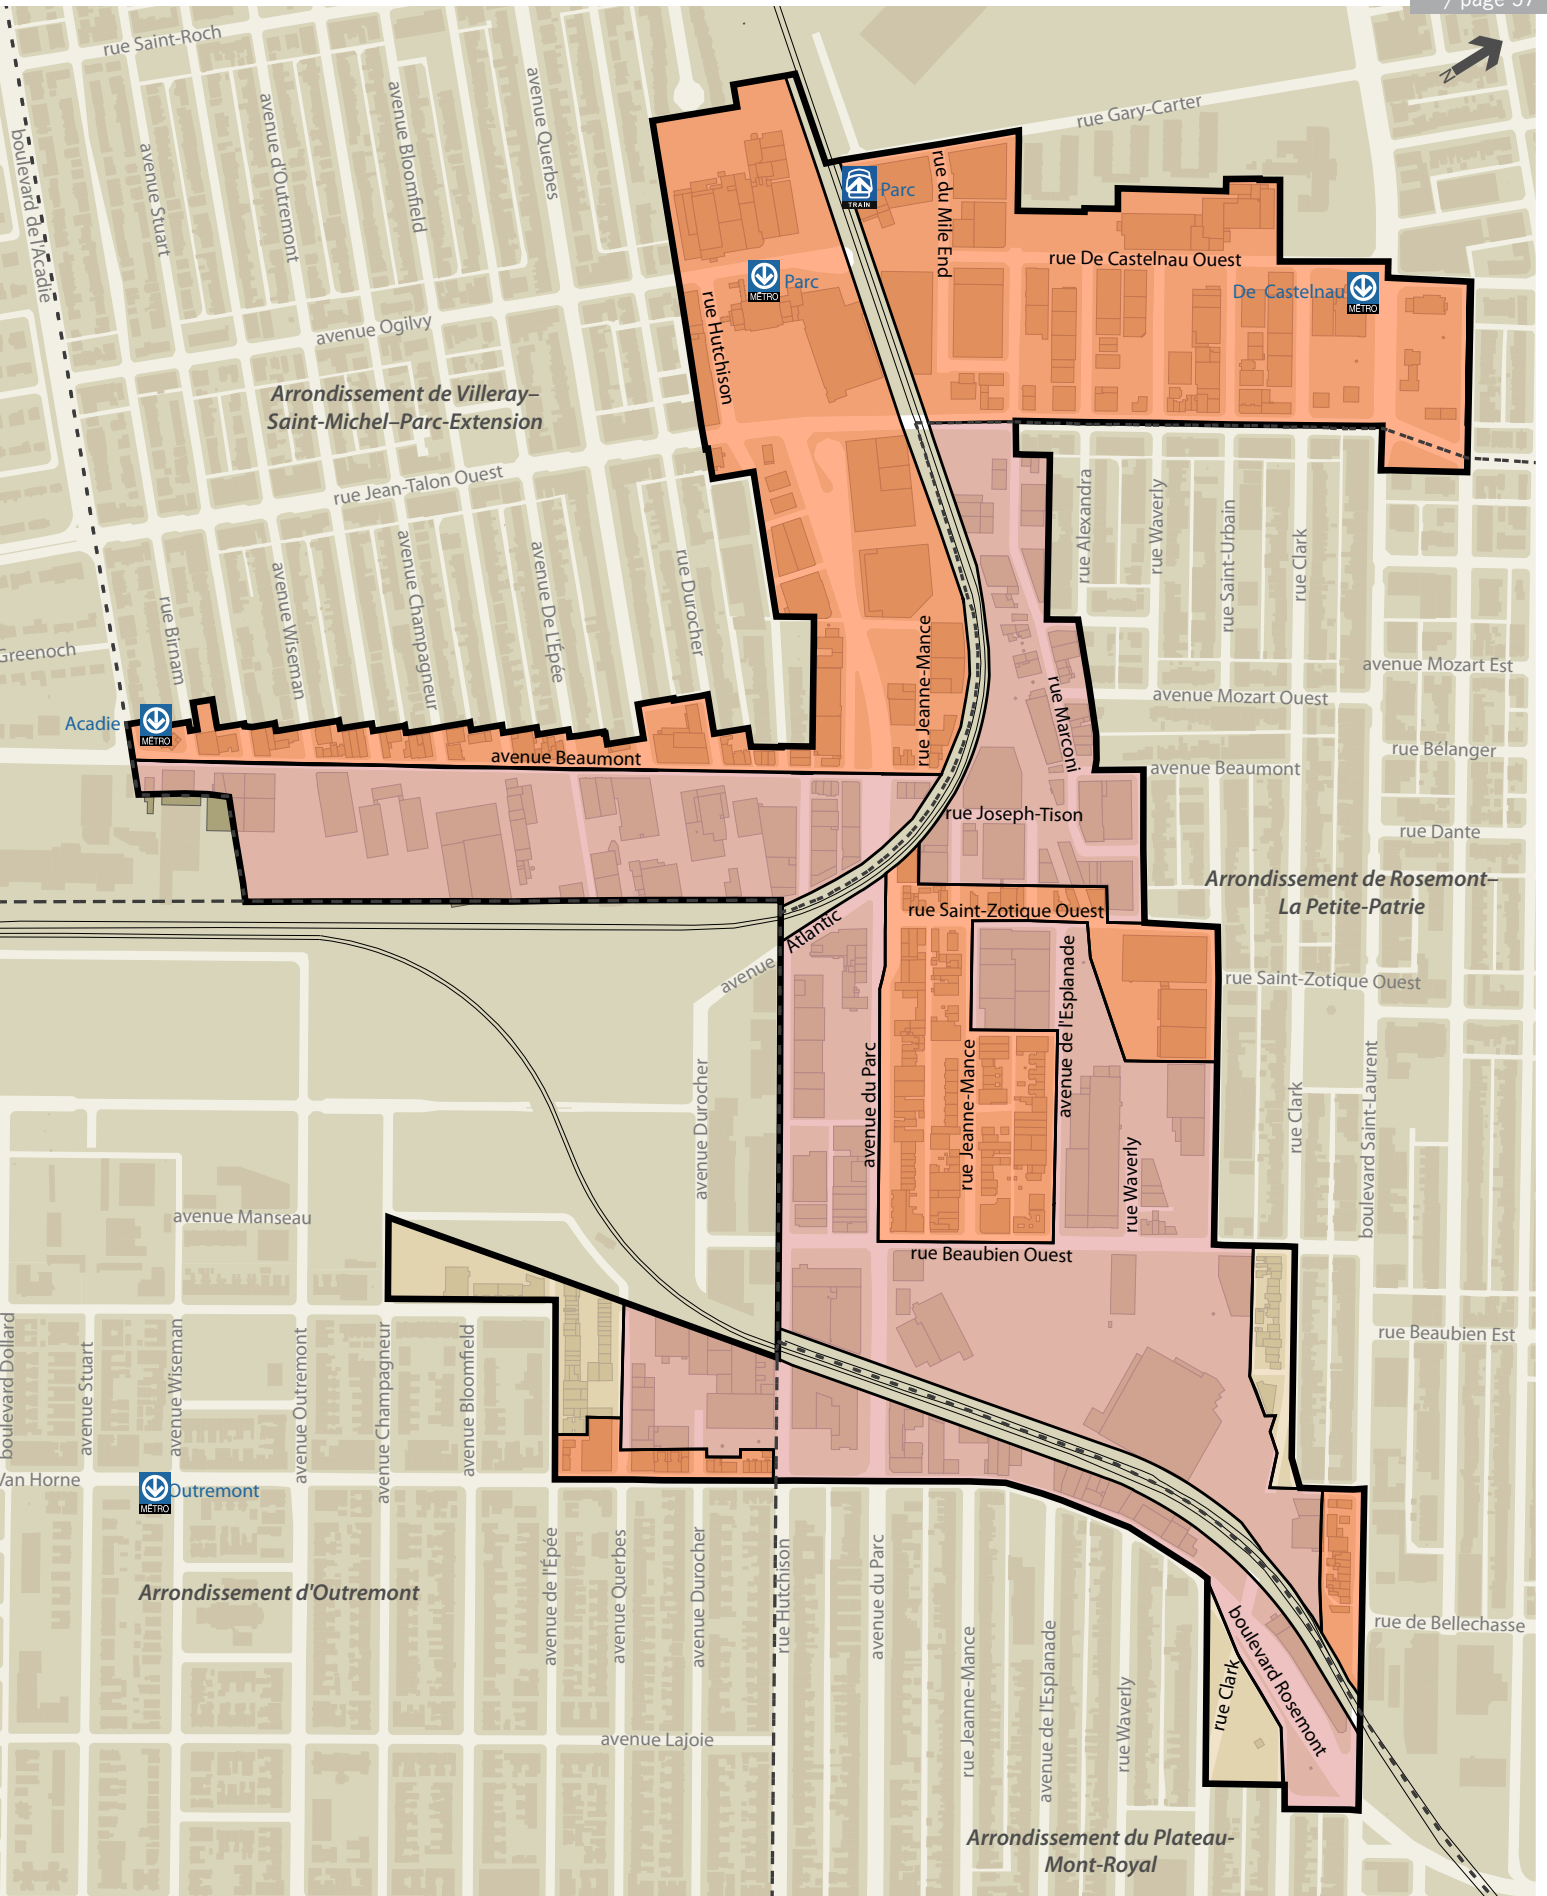 / page 57
N
rue Saint-Roch
boulevard de l'Acadie
avenue Stuart
avenue d'Outremont
avenue Bloomfield
avenue Querbes
rue Gary-Carter
Parc
TRAIN
rue du Mile End
rue De Castelnau Ouest
De Castelnau
MÉTRO
Parc
MÉTRO
rue Hutchison
avenue Ogilvy
Arrondissement de Villeray–
Saint-Michel–Parc-Extension
rue Jean-Talon Ouest
rue Birnam
avenue Wiseman
avenue Champagneur
avenue De L'Épée
rue Durocher
rue Alexandra
rue Waverly
rue Saint-Urbain
rue Clark
Greenoch
avenue Mozart Est
avenue Mozart Ouest
rue Jeanne-Mance
rue Marconi
Acadie
MÉTRO
avenue Beaumont
rue Bélanger
avenue Beaumont
rue Joseph-Tison
rue Dante
Arrondissement de Rosemont–
La Petite-Patrie
rue Saint-Zotique Ouest
avenue
Atlantic
rue Saint-Zotique Ouest
avenue de l'Esplanade
avenue du Parc
rue Jeanne-Mance
rue Waverly
avenue Durocher
rue Clark
boulevard Saint-Laurent
avenue Manseau
rue Beaubien Ouest
rue Beaubien Est
boulevard Dollard
avenue Stuart
avenue Wiseman
avenue Outremont
avenue Champagneur
avenue Bloomfield
Van Horne
Outremont
MÉTRO
Arrondissement d'Outremont
avenue de l'Épée
avenue Querbes
avenue Durocher
rue Hutchison
avenue du Parc
rue Jeanne-Mance
avenue de l'Esplanade
rue Waverly
rue Clark
boulevard Rosemont
rue de Bellechasse
avenue Lajoie
Arrondissement du Plateau-
Mont-Royal